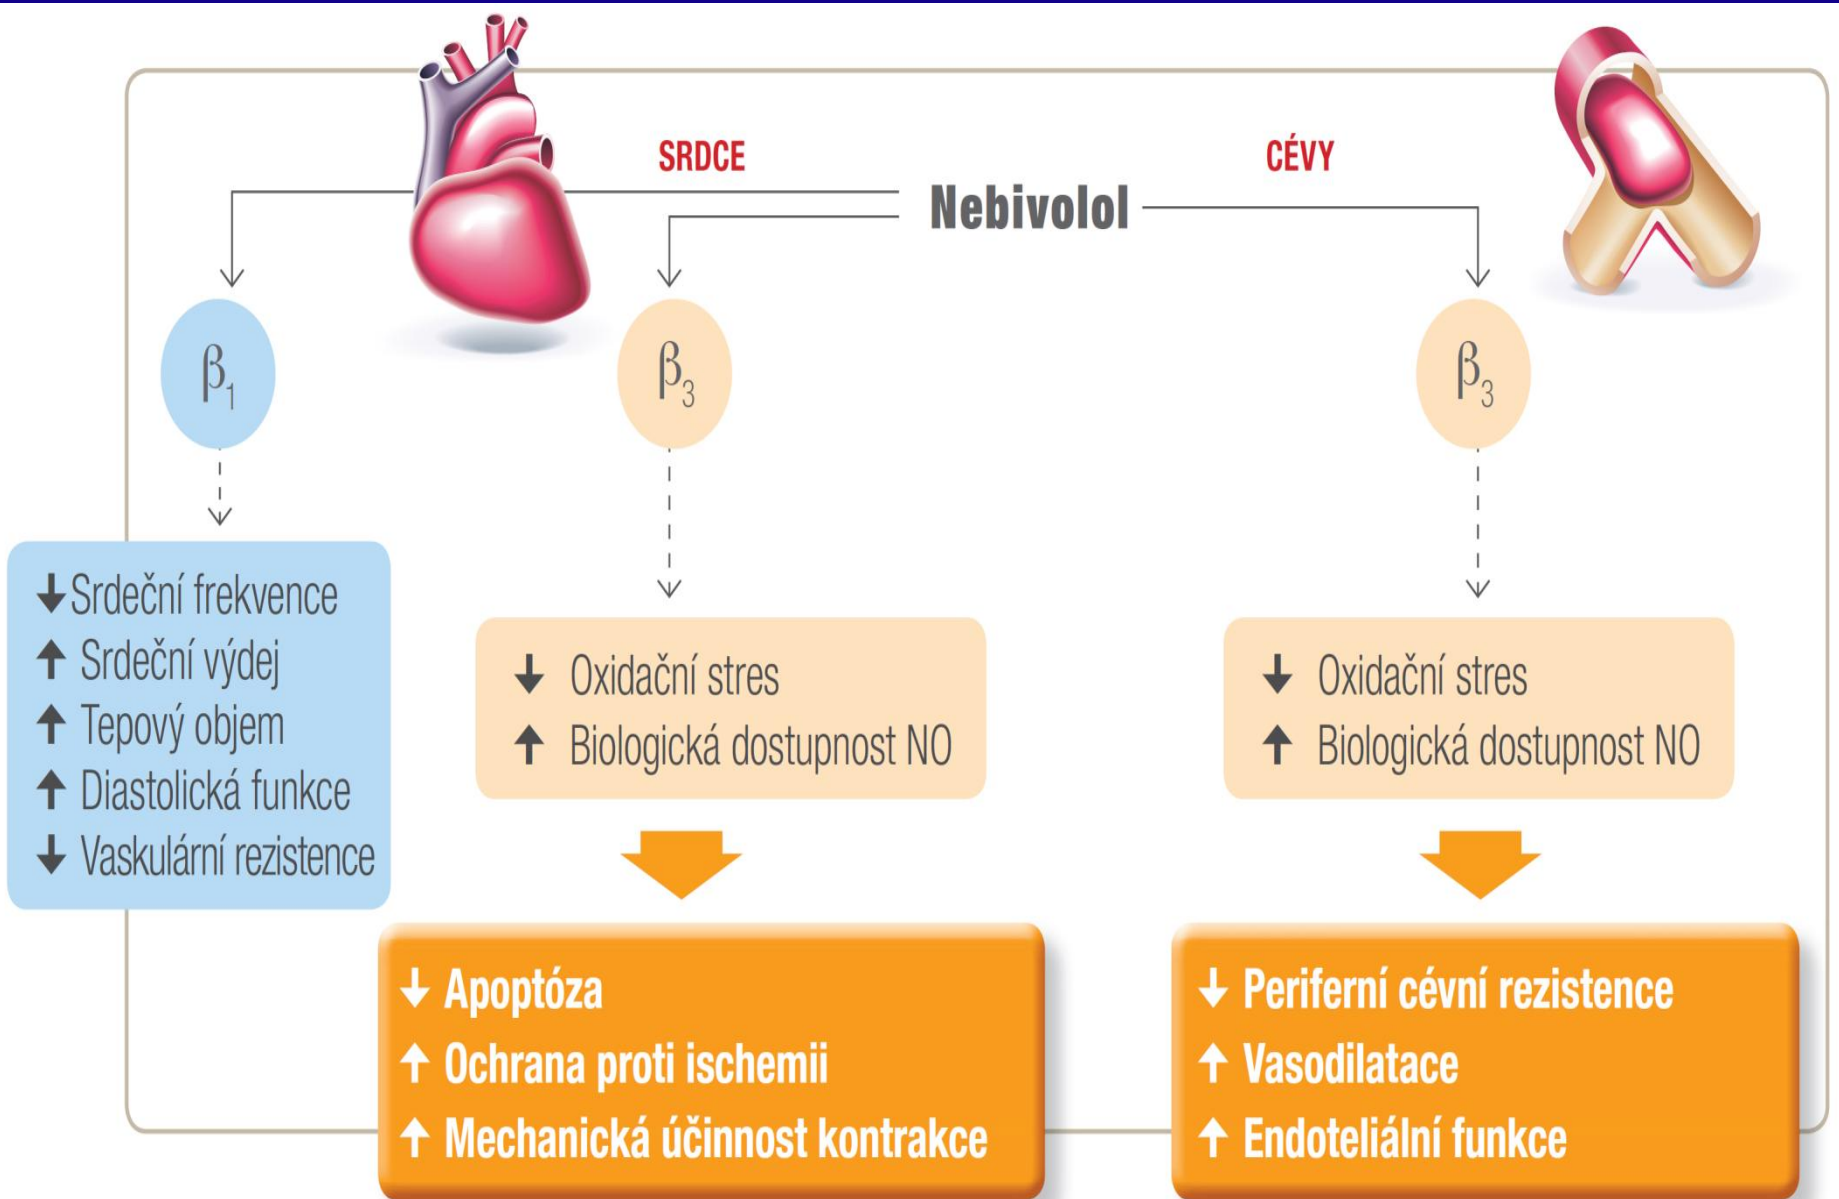 SRDCE
CÉVY
Nebivolol
β1
β3
β3
↓ Srdeční frekvence
↑ Srdeční výdej
↑ Tepový objem
↑ Diastolická funkce
↓ Vaskulární rezistence
↓ Oxidační stres
↑ Biologická dostupnost NO
↓ Oxidační stres
↑ Biologická dostupnost NO
↓ Apoptóza
↑ Ochrana proti ischemii
↑ Mechanická účinnost kontrakce
↓ Periferní cévní rezistence
↑ Vasodilatace
↑ Endoteliální funkce